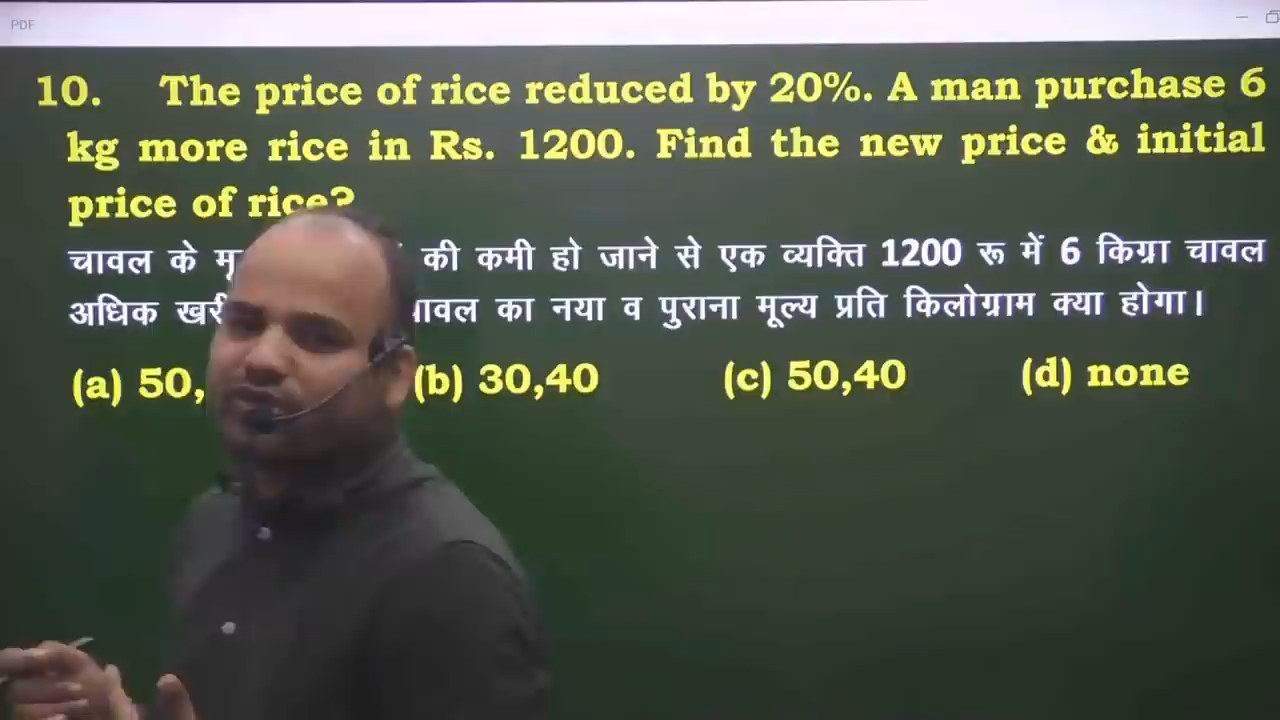 PDF
10. The price of rice reduced by 20%. A man purchase 6
kg more rice in Rs. 1200. Find the new price & initial
price of rice?
चावल के की कमी हो जाने से एक व्यक्ति 1200 रू में 6 किग्रा चावल
अधिक का नया व पुराना मूल्य प्रति किलोग्राम क्या होगा।
(a) 50, (b) 30,40 (c) 50,40 (d) none